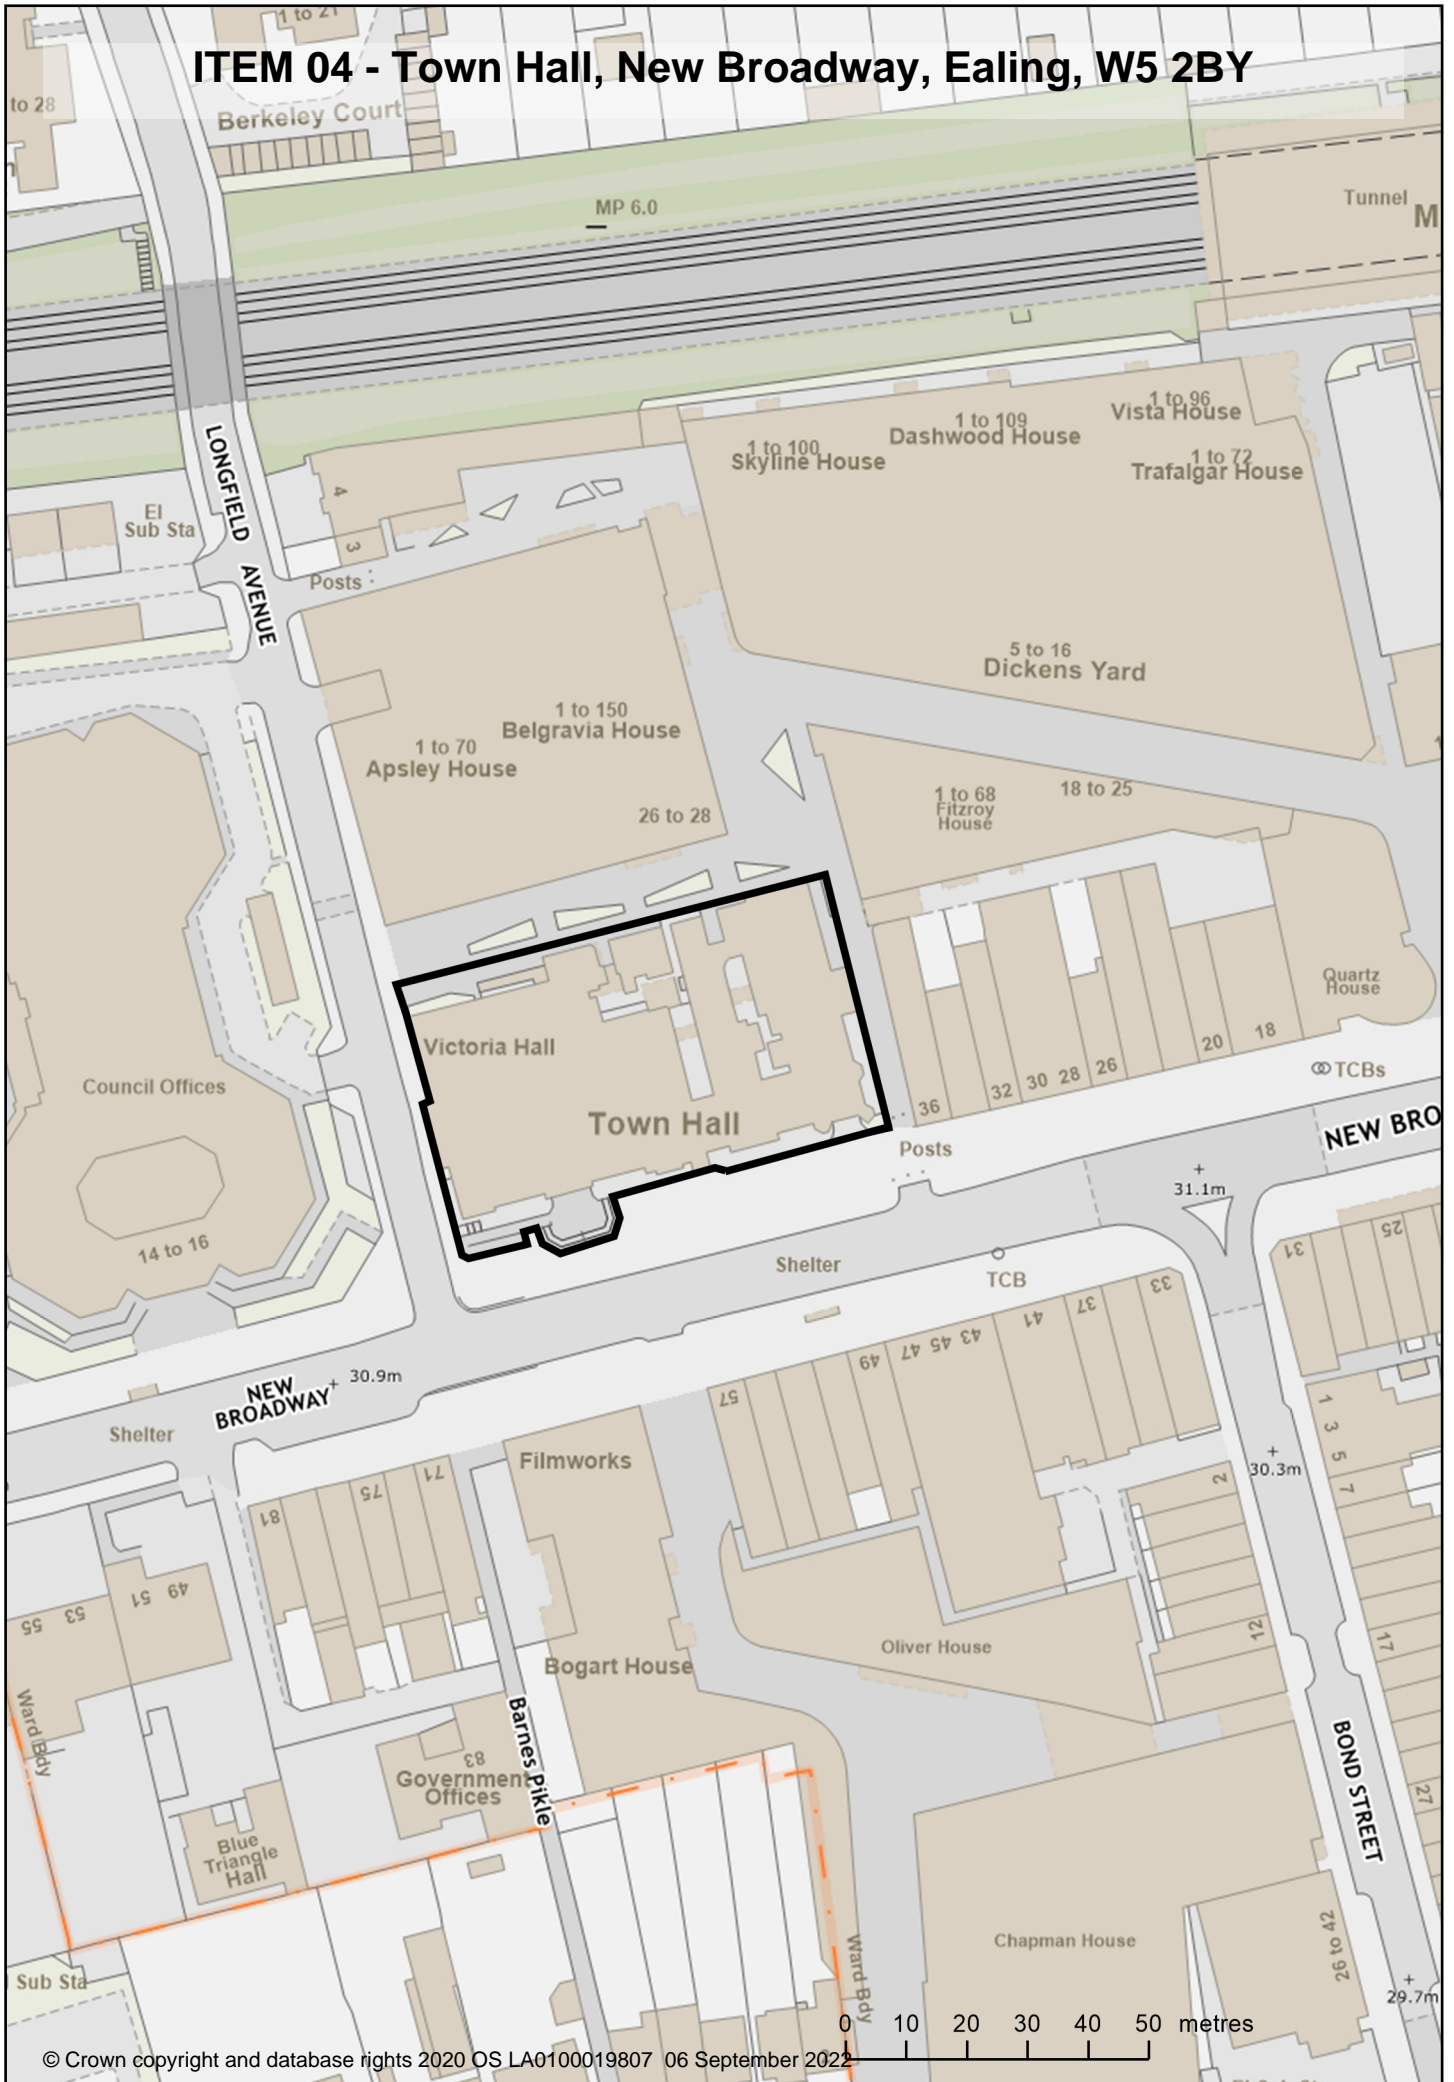 1 to 21
ITEM 04 - Town Hall, New Broadway, Ealing, W5 2BY
to 28
Berkeley Court
MP 6.0
Tunnel
M
LONGFIELD AVENUE
1 to 96
Vista House
1 to 109
Dashwood House
1 to 100
Skyline House
1 to 72
Trafalgar House
4
El
Sub Sta
3
Posts
5 to 16
Dickens Yard
1 to 150
Belgravia House
1 to 70
Apsley House
26 to 28
1 to 68
Fitzroy
House
18 to 25
Quartz
House
Victoria Hall
Council Offices
Town Hall
36
32
30
28
26
20
18
TCBs
NEW BRO
Posts
31.1m
14 to 16
Shelter
TCB
31
25
33
37
41
43
45
47
49
57
30.9m
NEW
BROADWAY
Shelter
Filmworks
71
75
81
1
3
5
7
2
30.3m
49
51
53
55
12
17
Oliver House
Bogart House
Ward Bdy
Barnes Pikle
83
Government
Offices
BOND STREET
27
Blue
Triangle
Hall
Chapman House
26 to 42
Ward Bdy
Sub Sta
29.7m
0 10 20 30 40 50 metres
© Crown copyright and database rights 2020 OS LA0100019807 06 September 2022